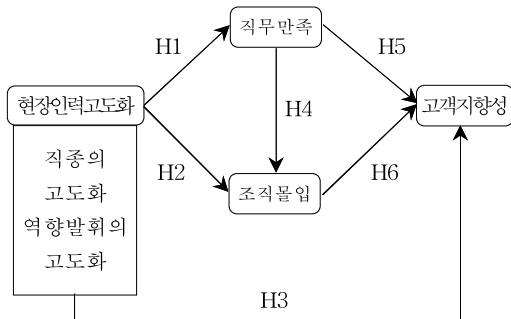 직무만족
H1
H5
현장인력고도화
고객지향성
H4
직종의
고도화
역향발휘의
고도화
H2
H6
조직몰입
H3